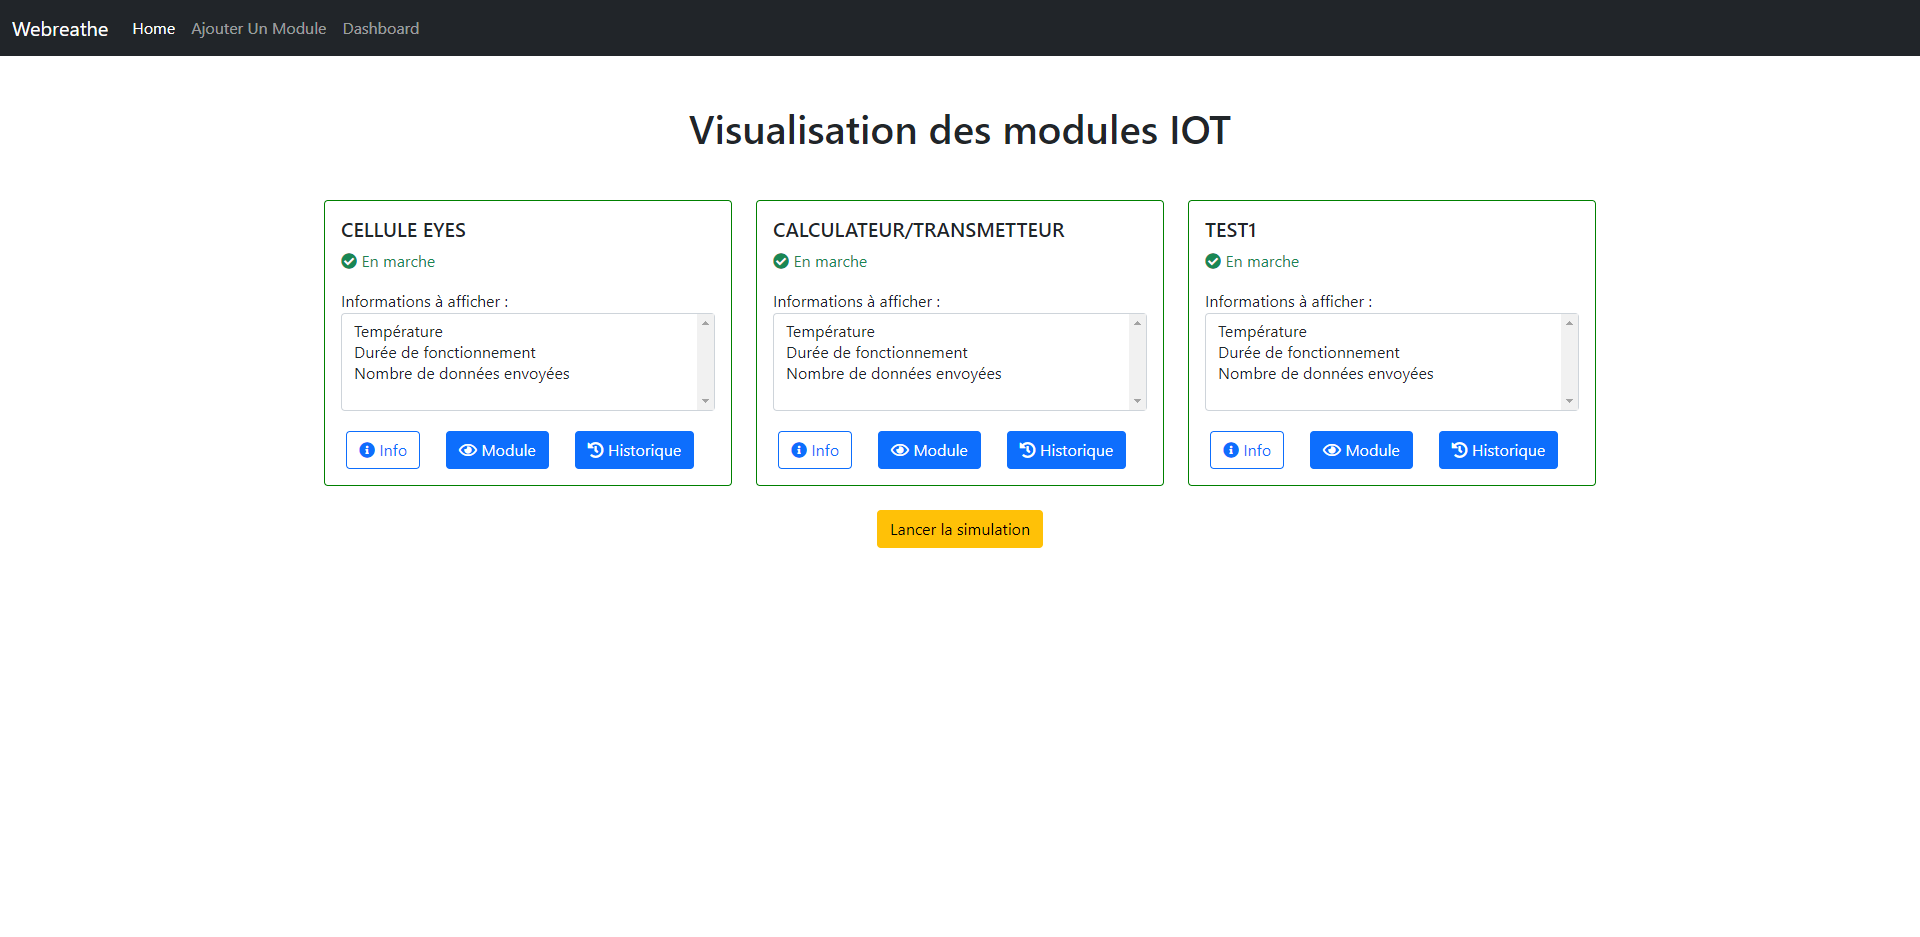 Webreathe Home Ajouter Un Module Dashboard
Visualisation des modules IOT
CELLULE EYES
En marche
Informations à afficher :
Température
Durée de fonctionnement
Nombre de données envoyées
Info Module Historique
CALCULATEUR/TRANSMETTEUR
En marche
Informations à afficher :
Température
Durée de fonctionnement
Nombre de données envoyées
Info Module Historique
TEST1
En marche
Informations à afficher :
Température
Durée de fonctionnement
Nombre de données envoyées
Info Module Historique
Lancer la simulation